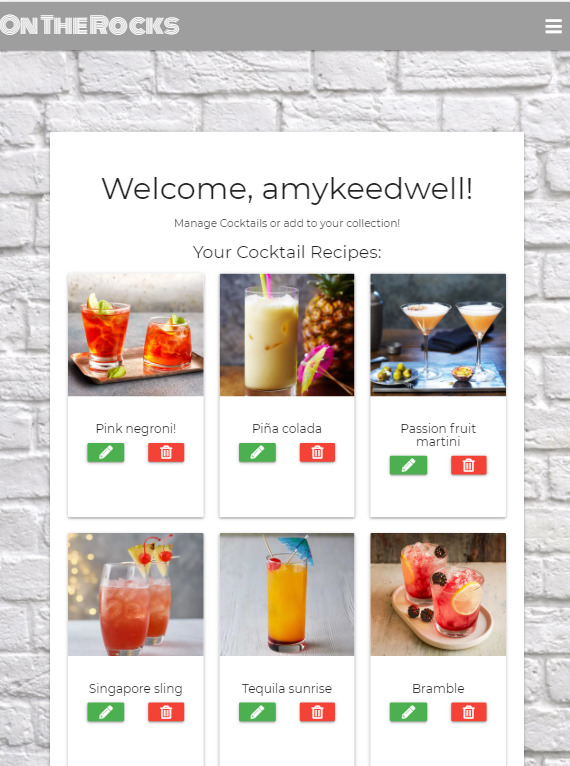 OnTheRocks
Welcome, amykeedwell!
Manage Cocktails or add to your collection!
Your Cocktail Recipes:
Pink negroni!
Piña colada
Passion fruit
martini
Singapore sling
Tequila sunrise
Bramble